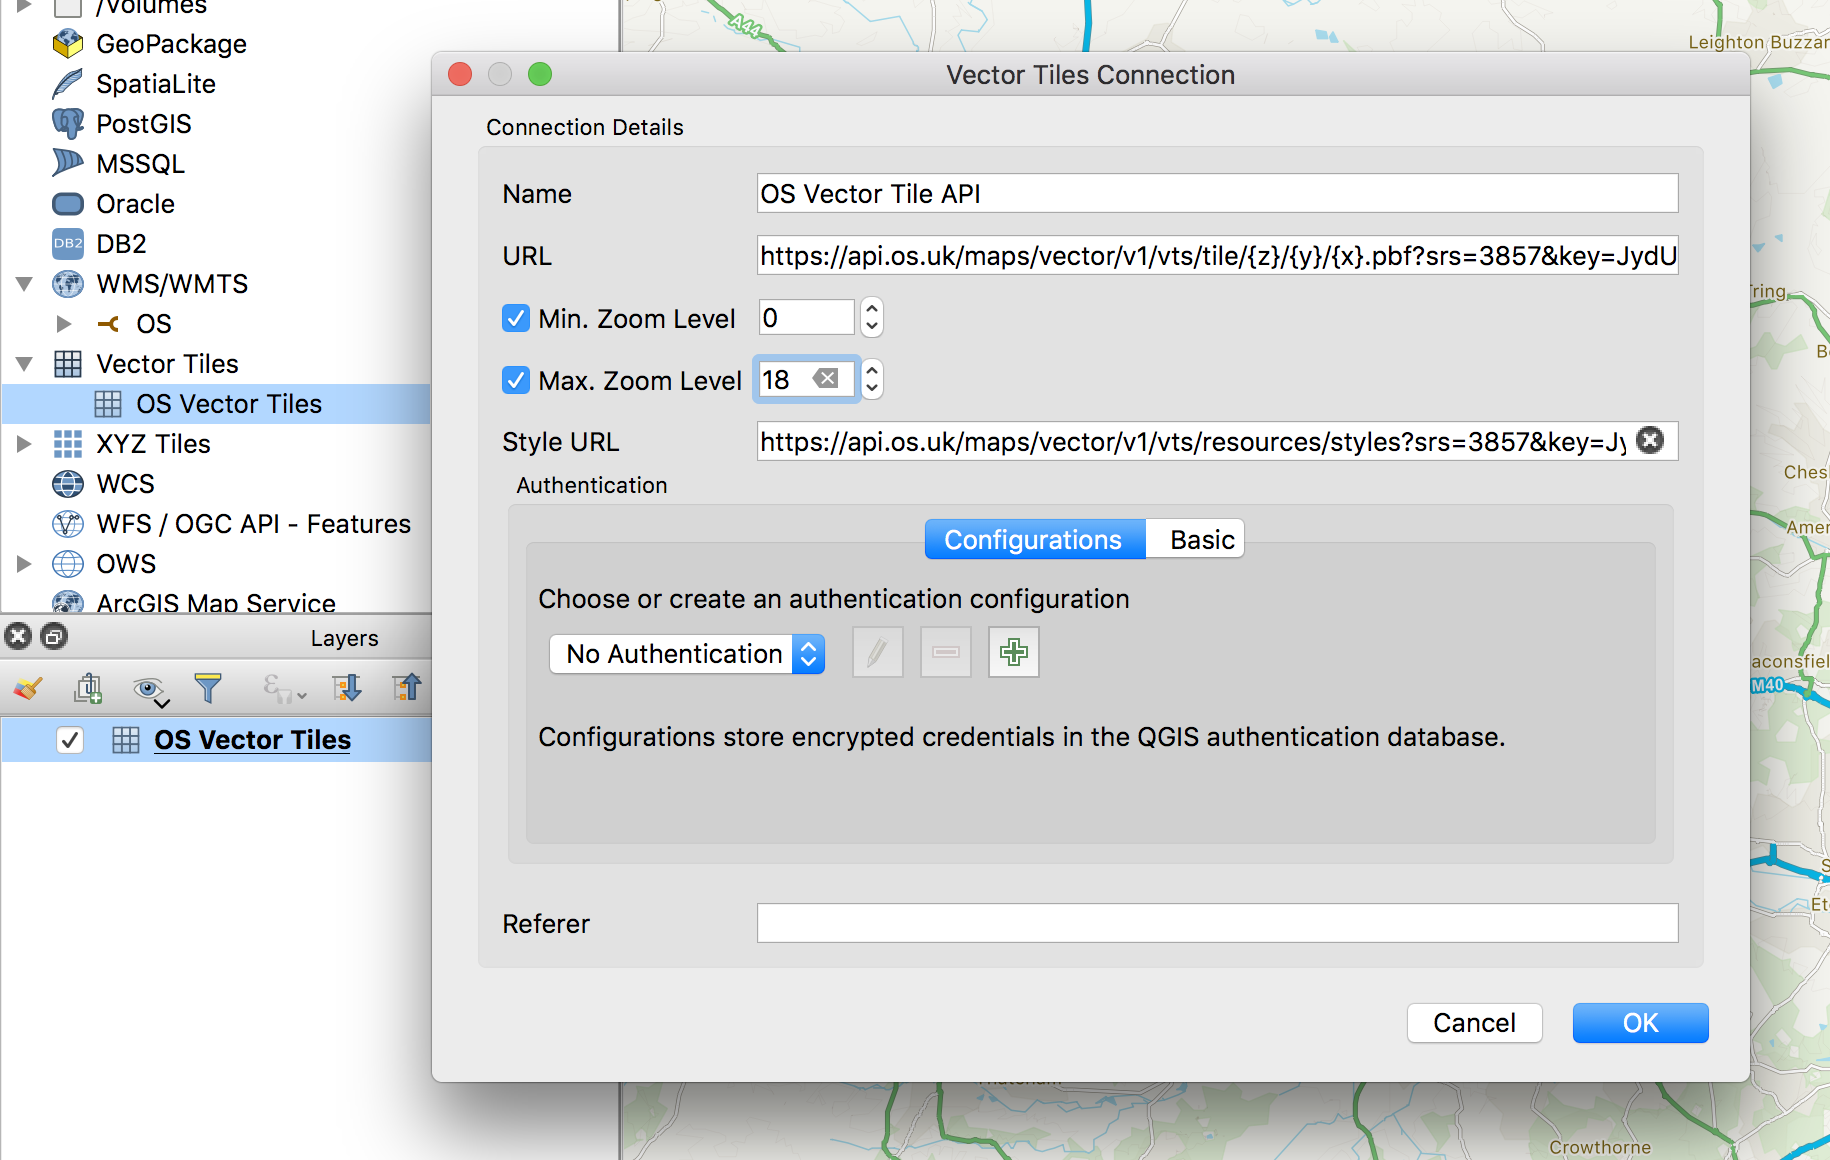 /Volumes
GeoPackage
SpatiaLite
PostGIS
MSSQL
Oracle
DB2 DB2
WMS/WMTS
OS
Vector Tiles
OS Vector Tiles
XYZ Tiles
WCS
WFS / OGC API - Features
OWS
ArcGIS Map Service
Layers
OS Vector Tiles
Vector Tiles Connection
Connection Details
Name OS Vector Tile API
URL https://api.os.uk/maps/vector/v1/vts/tile/{z}/{y}/{x}.pbf?srs=3857&key=JydU
Min. Zoom Level 0
Max. Zoom Level 18
Style URL https://api.os.uk/maps/vector/v1/vts/resources/styles?srs=3857&key=Jy
Authentication
Configurations Basic
Choose or create an authentication configuration
No Authentication
Configurations store encrypted credentials in the QGIS authentication database.
Referer
Cancel OK
A44
Leighton Buzzar
Tring
Ches
Amer
aconsfiel
M40
Et
Crowthorne